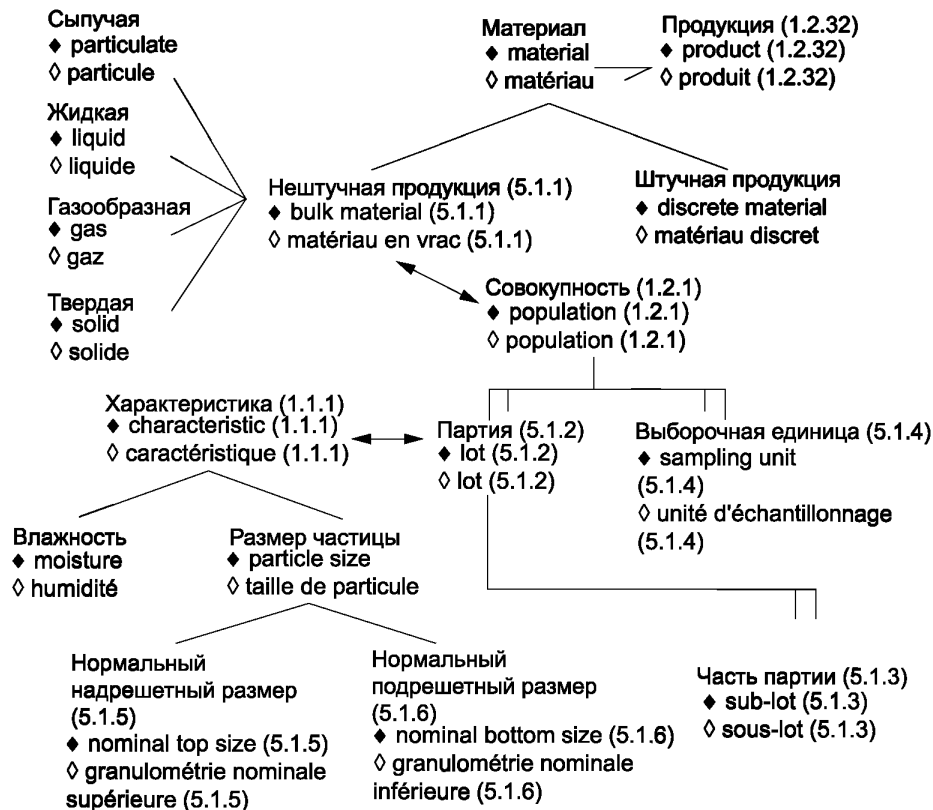 Сыпучая
♦ particulate
◊ particule
Жидкая
♦ liquid
◊ liquide
Газообразная
♦ gas
◊ gaz
Твердая
♦ solid
◊ solide
Материал
♦ material
◊ matériau
Продукция (1.2.32)
♦ product (1.2.32)
◊ produit (1.2.32)
Нештучная продукция (5.1.1)
♦ bulk material (5.1.1)
◊ matériau en vrac (5.1.1)
Штучная продукция
♦ discrete material
◊ matériau discret
Совокупность (1.2.1)
♦ population (1.2.1)
◊ population (1.2.1)
Характеристика (1.1.1)
♦ characteristic (1.1.1)
◊ caractéristique (1.1.1)
Партия (5.1.2)
♦ lot (5.1.2)
◊ lot (5.1.2)
Выборочная единица (5.1.4)
♦ sampling unit
(5.1.4)
◊ unité d'échantillonnage
(5.1.4)
Влажность
♦ moisture
◊ humidité
Размер частицы
♦ particle size
◊ taille de particule
Нормальный
надрешетный размер
(5.1.5)
♦ nominal top size (5.1.5)
◊ granulométrie nominale
supérieure (5.1.5)
Нормальный
подрешетный размер
(5.1.6)
♦ nominal bottom size (5.1.6)
◊ granulométrie nominale
inférieure (5.1.6)
Часть партии (5.1.3)
♦ sub-lot (5.1.3)
◊ sous-lot (5.1.3)